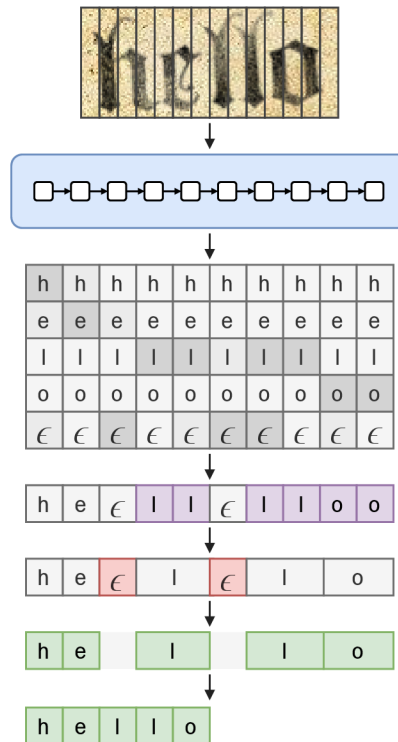 hello
h h h h h h h h h h
e e e e e e e e e e
l l l l l l l l l l
o o o o o o o o o o
ϵ ϵ ϵ ϵ ϵ ϵ ϵ ϵ ϵ ϵ
h e ϵ l l ϵ l l o o
h e ϵ l ϵ l o
h e l l o
h e l l o